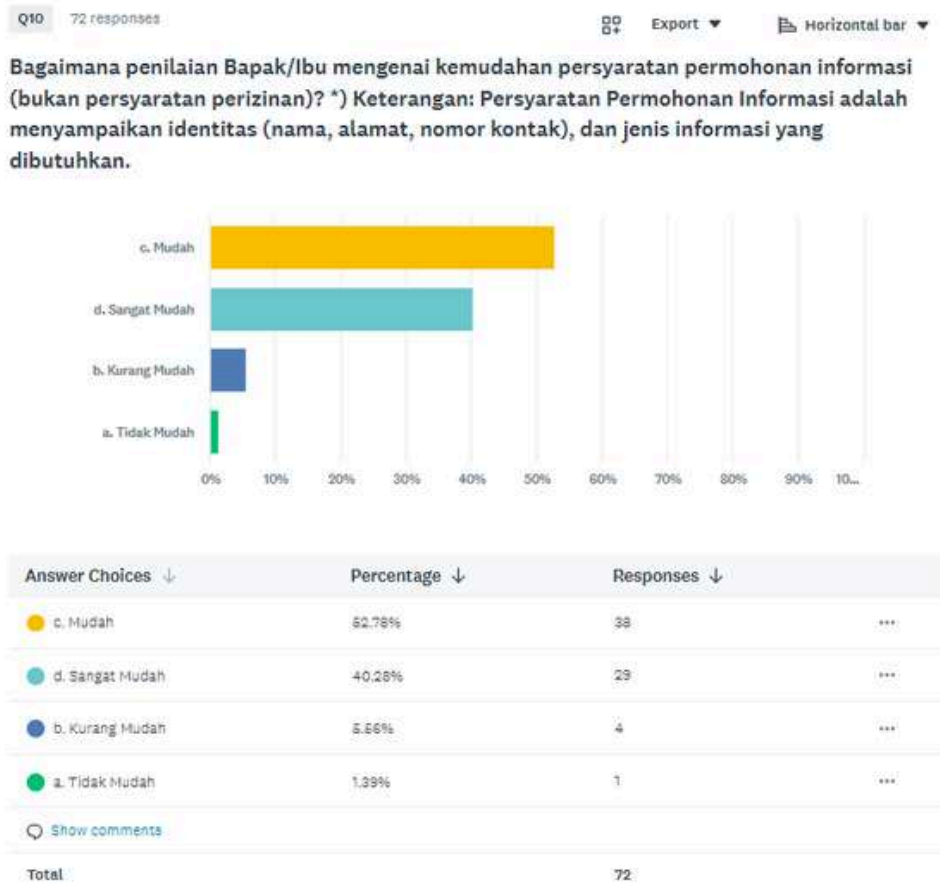 Q10 72 responses Export Horizontal bar
Bagaimana penilaian Bapak/Ibu mengenai kemudahan persyaratan permohonan informasi
(bukan persyaratan perizinan)? *) Keterangan: Persyaratan Permohonan Informasi adalah
menyampaikan identitas (nama, alamat, nomor kontak), dan jenis informasi yang
dibutuhkan.
c. Mudah
d. Sangat Mudah
b. Kurang Mudah
a. Tidak Mudah
0% 10% 20% 30% 40% 50% 60% 70% 80% 90% 10...
Answer Choices Percentage Responses
c. Mudah 52.78% 38
d. Sangat Mudah 40.28% 29
b. Kurang Mudah 5.56% 4
a. Tidak Mudah 1.39% 1
Show comments
Total 72